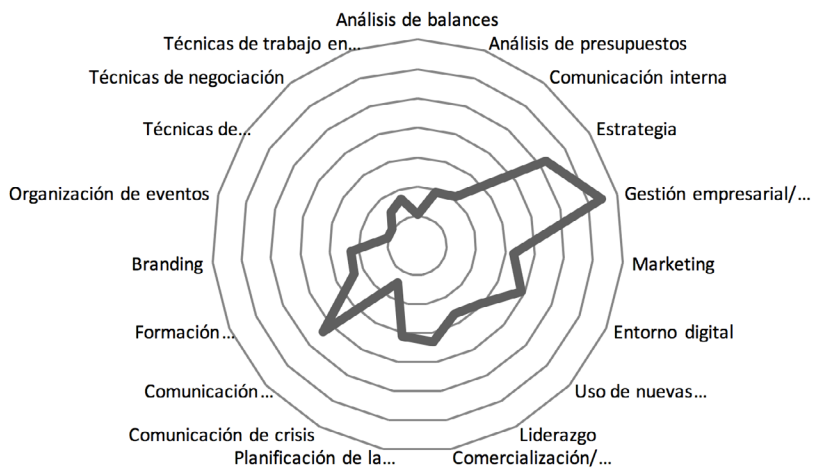 Análisis de balances
Técnicas de trabajo en...
Análisis de presupuestos
Técnicas de negociación
Comunicación interna
Técnicas de...
Estrategia
Organización de eventos
Gestión empresarial/...
Branding
Marketing
Formación ...
Entorno digital
Comunicación ...
Uso de nuevas...
Comunicación de crisis
Liderazgo
Planificación de la...
Comercialización/...